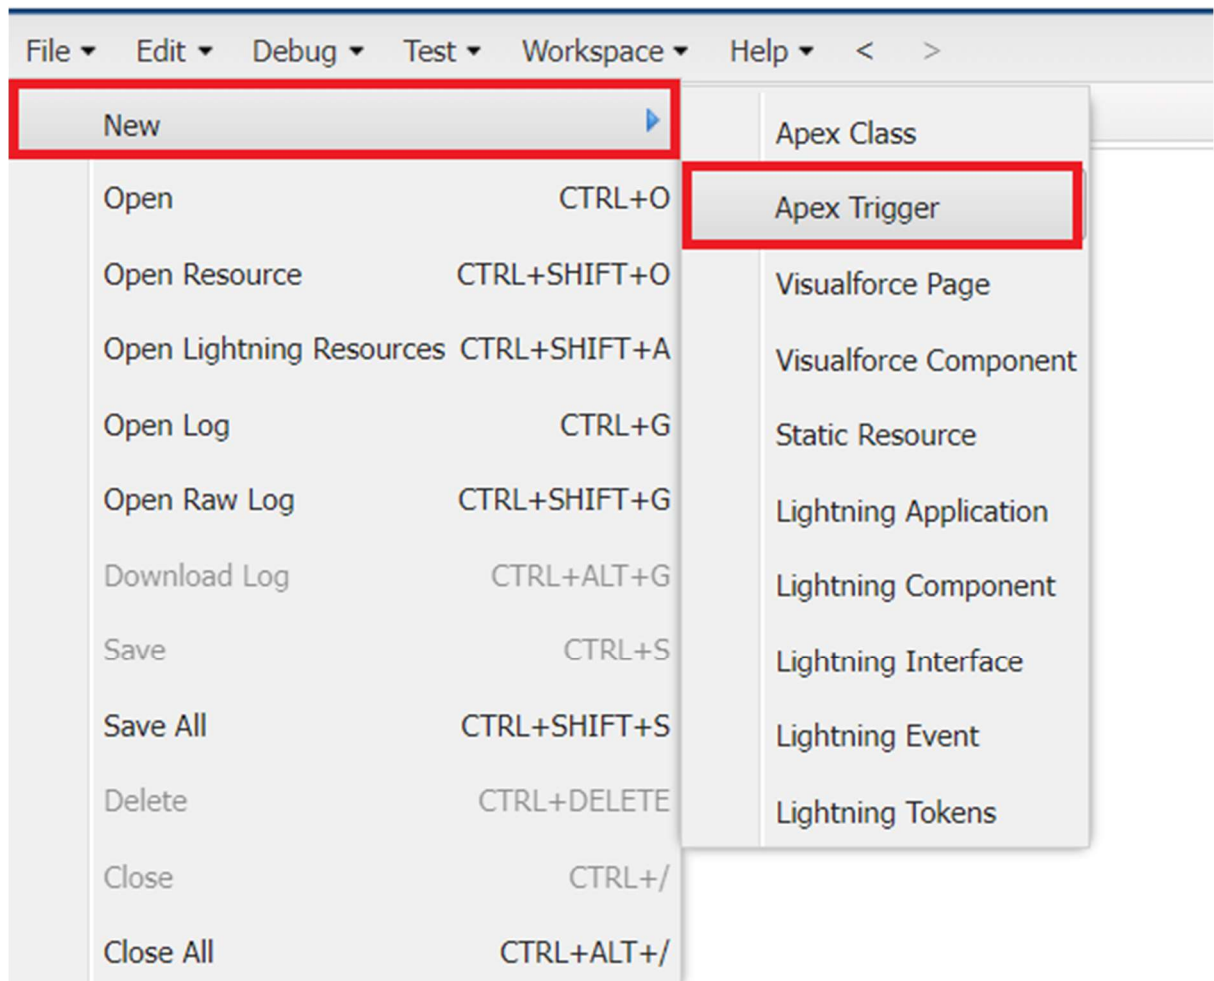 File Edit Debug Test Workspace Help < >
New
Open CTRL+O
Open Resource CTRL+SHIFT+O
Open Lightning Resources CTRL+SHIFT+A
Open Log CTRL+G
Open Raw Log CTRL+SHIFT+G
Download Log CTRL+ALT+G
Save CTRL+S
Save All CTRL+SHIFT+S
Delete CTRL+DELETE
Close CTRL+/
Close All CTRL+ALT+/
Apex Class
Apex Trigger
Visualforce Page
Visualforce Component
Static Resource
Lightning Application
Lightning Component
Lightning Interface
Lightning Event
Lightning Tokens